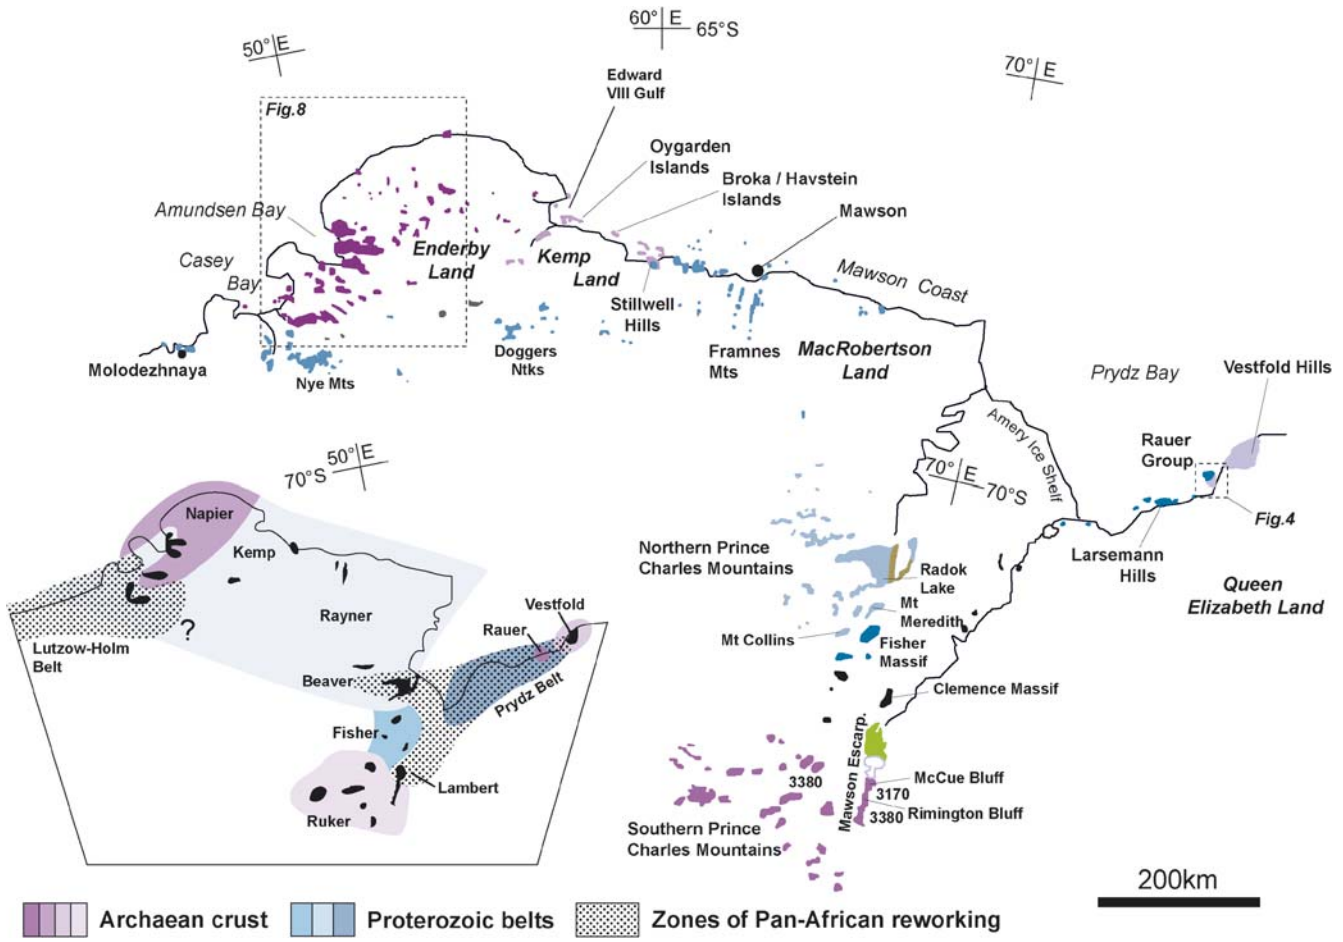 60° E
65°S
50° E
70° E
Edward
VIII Gulf
Fig.8
Oygarden
Islands
Broka / Havstein
Islands
Amundsen Bay
Mawson
Enderby
Land
Kemp
Land
Casey
Bay
Mawson Coast
Stillwell
Hills
Molodezhnaya
Nye Mts
Doggers
Ntks
Framnes
Mts
MacRobertson
Land
Prydz Bay
Vestfold Hills
Amery Ice Shelf
Rauer
Group
70° E
70°S
Fig.4
Larsemann
Hills
Queen
Elizabeth Land
Northern Prince
Charles Mountains
Radok
Lake
Mt
Meredith
Mt Collins
Fisher
Massif
Clemence Massif
Mawson Escarp.
3380
McCue Bluff
3170
Rimington Bluff
3380
Southern Prince
Charles Mountains
200km
50° E
70°S
Napier
Kemp
Rayner
?
Lutzow-Holm
Belt
Vestfold
Rauer
Beaver
Prydz Belt
Fisher
Lambert
Ruker
Archaean crust
Proterozoic belts
Zones of Pan-African reworking